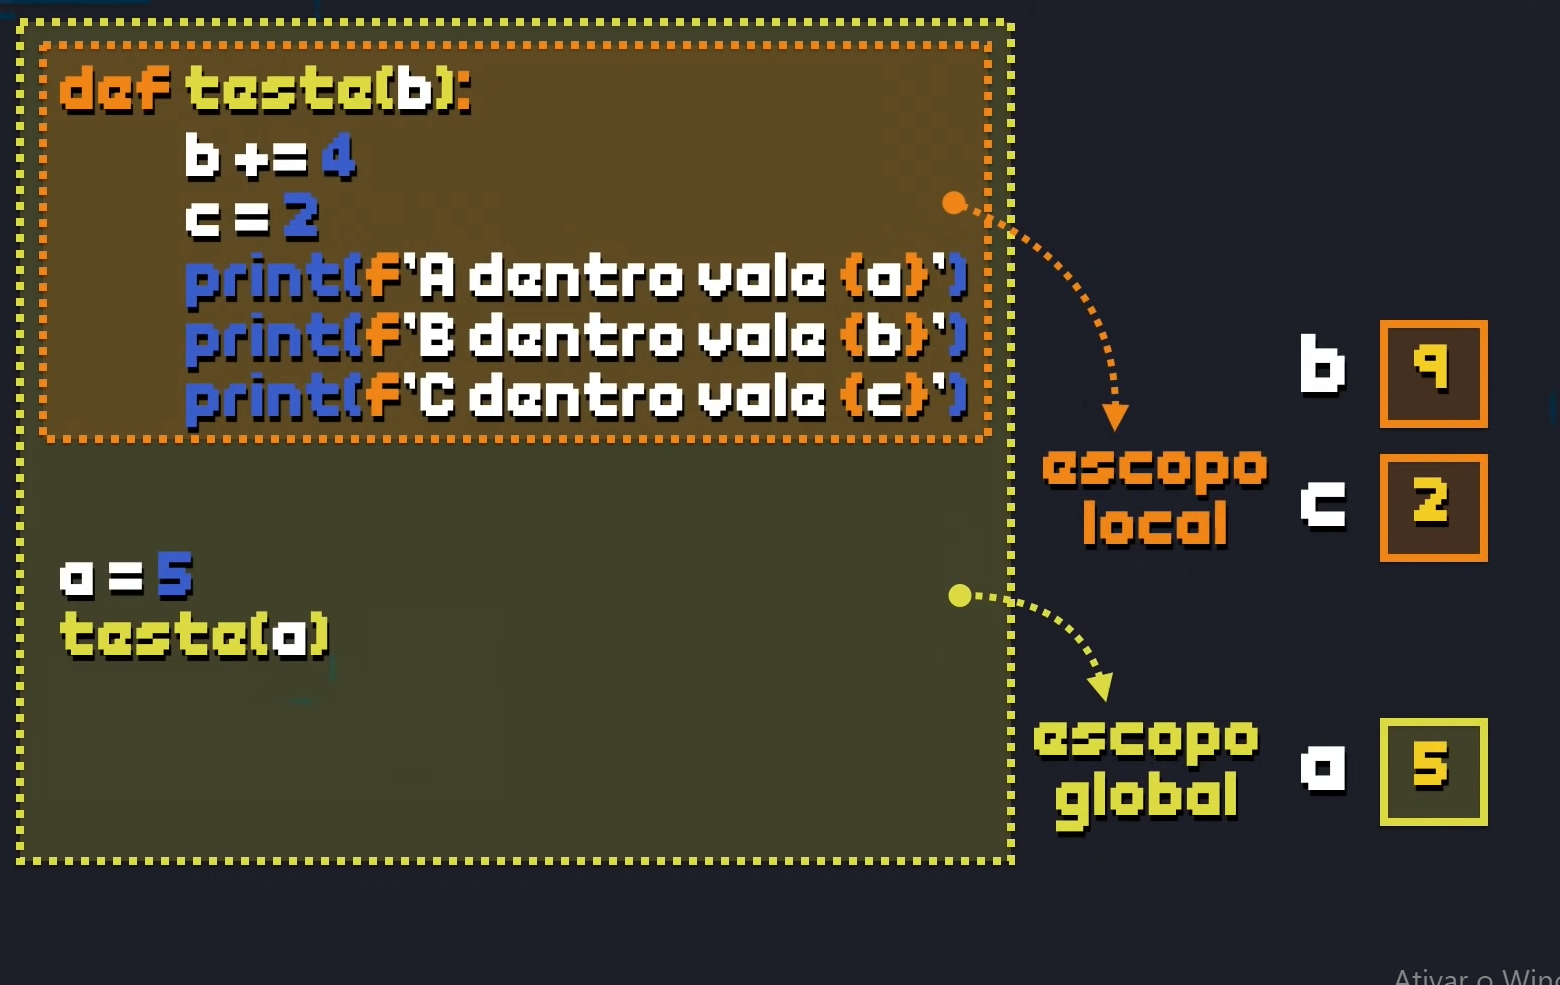 def teste(b):
b += 4
c = 2
print(f'A dentro vale {a}')
print(f'B dentro vale {b}')
print(f'C dentro vale {c}')
a = 5
teste(a)
escopo
local
b 9
c 2
escopo
global
a 5
Ativar o Win